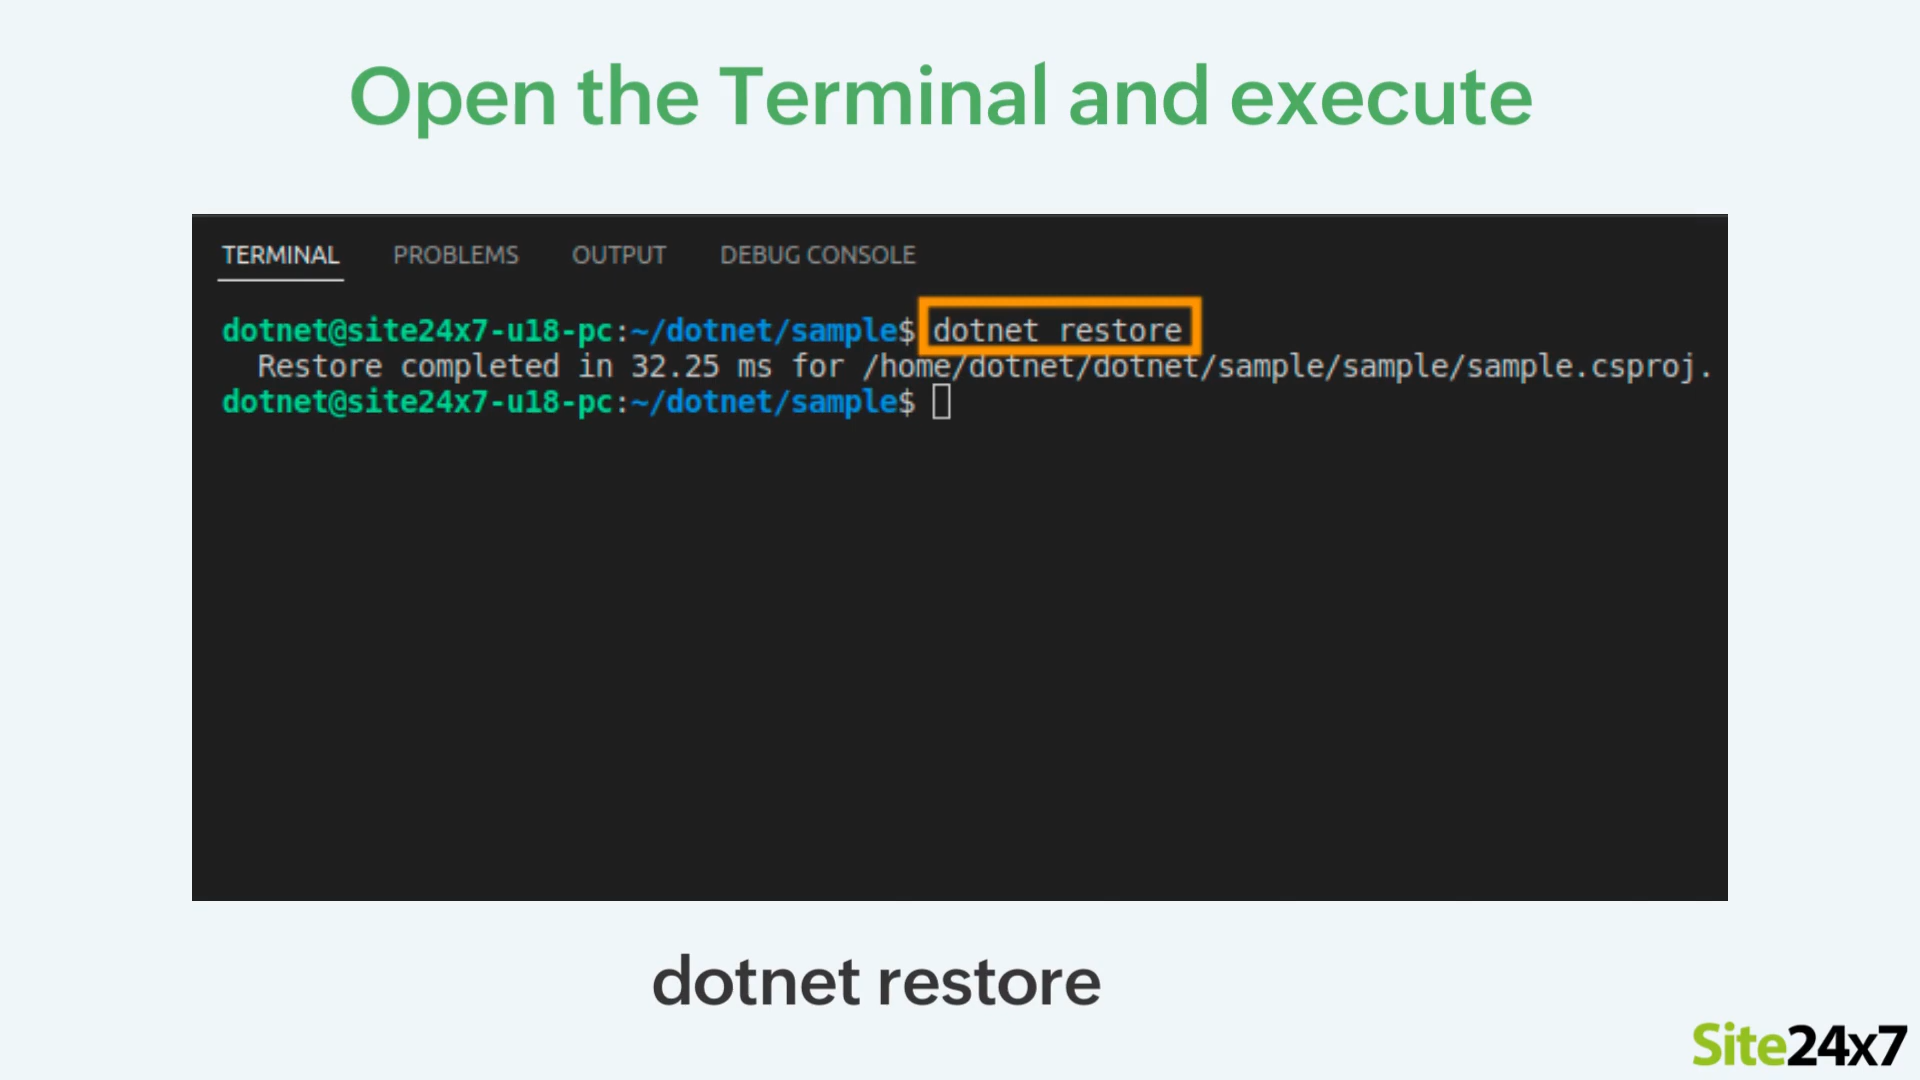 Open the Terminal and execute
TERMINAL PROBLEMS OUTPUT DEBUG CONSOLE
dotnet@site24x7-u18-pc:~/dotnet/sample$ dotnet restore
Restore completed in 32.25 ms for /home/dotnet/dotnet/sample/sample/sample.csproj.
dotnet@site24x7-u18-pc:~/dotnet/sample$
dotnet restore
Site24x7